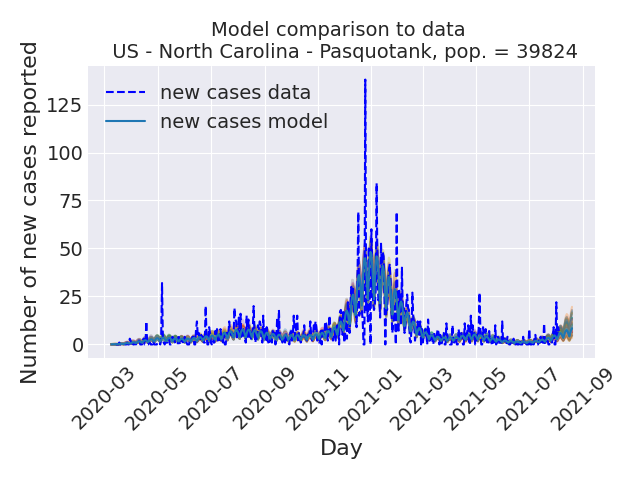 Model comparison to data
US - North Carolina - Pasquotank, pop. = 39824
Number of new cases reported
125
100
75
50
25
0
new cases data
new cases model
2020-03
2020-05
2020-07
2020-09
2020-11
2021-01
2021-03
2021-05
2021-07
2021-09
Day